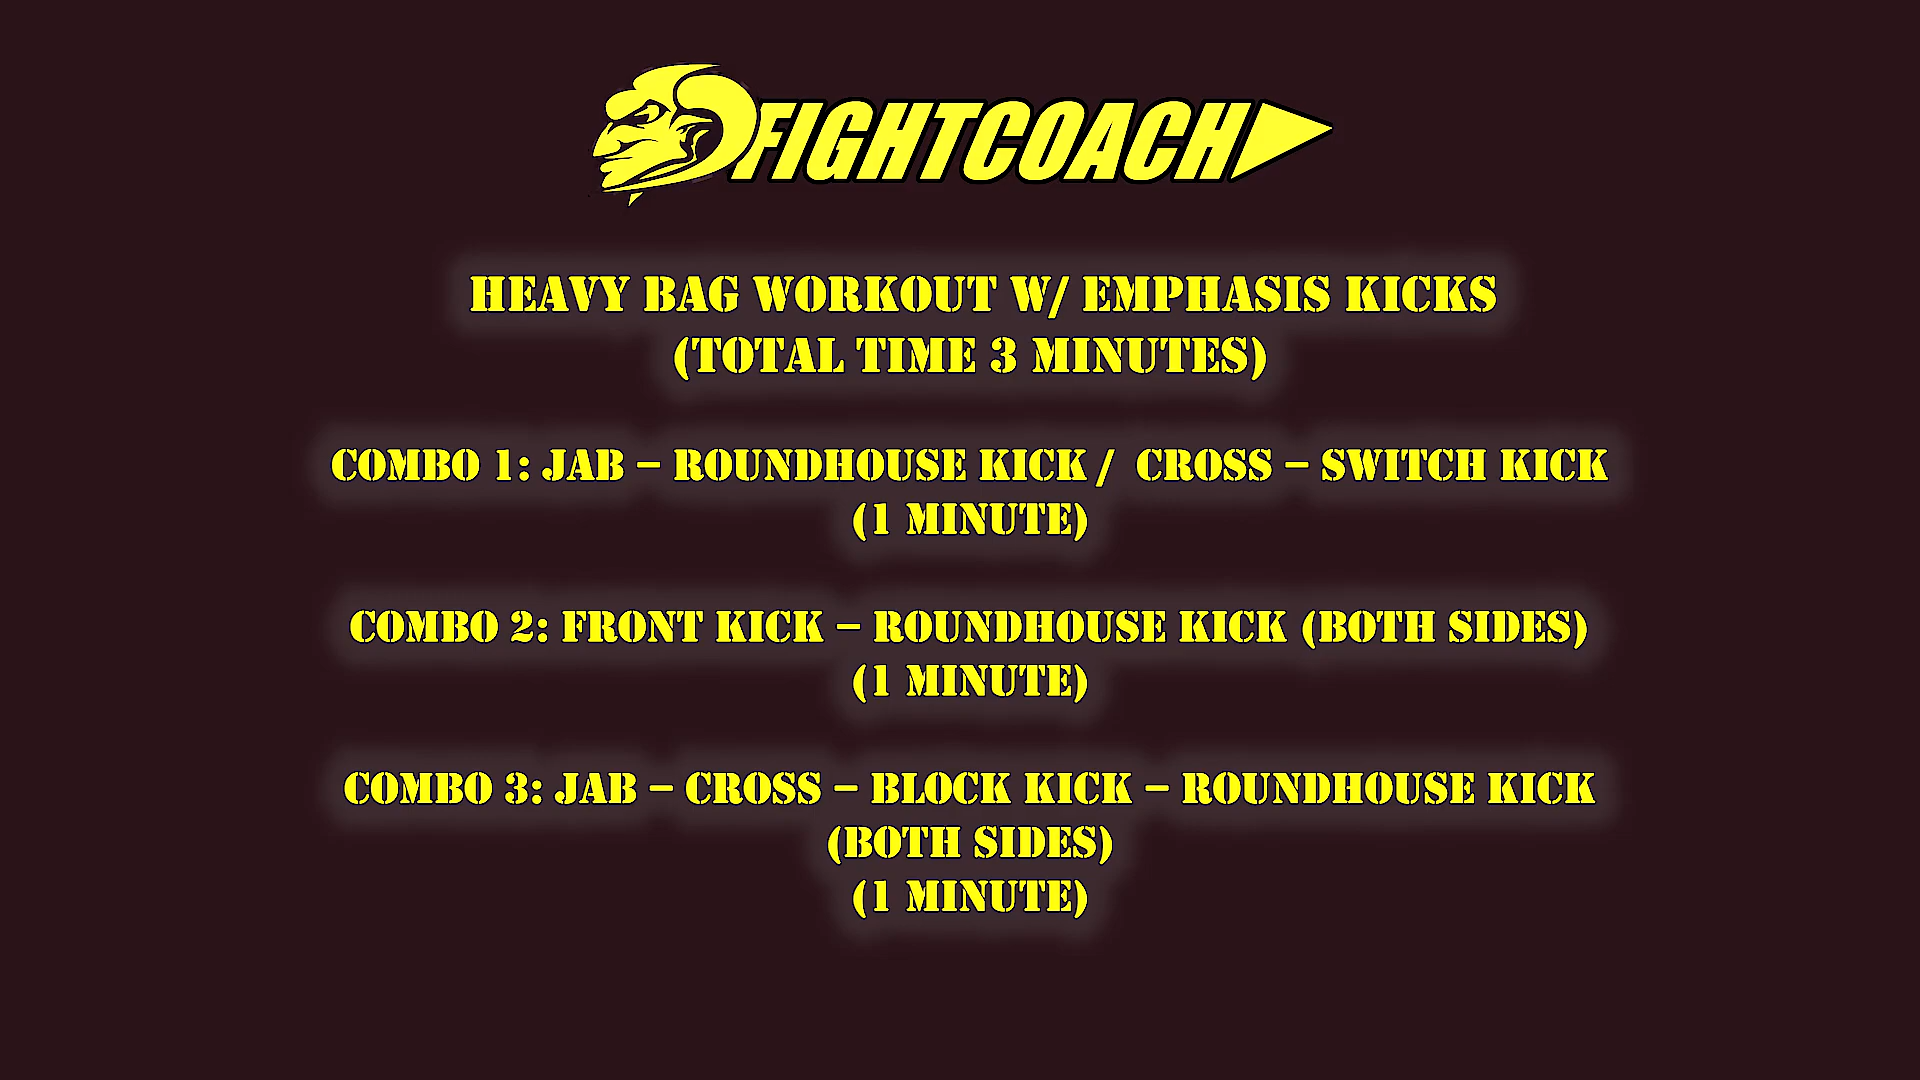 FIGHTCOACH
HEAVY BAG WORKOUT W/ EMPHASIS KICKS
(TOTAL TIME 3 MINUTES)
COMBO 1: JAB – ROUNDHOUSE KICK / CROSS – SWITCH KICK
(1 MINUTE)
COMBO 2: FRONT KICK – ROUNDHOUSE KICK (BOTH SIDES)
(1 MINUTE)
COMBO 3: JAB – CROSS – BLOCK KICK – ROUNDHOUSE KICK
(BOTH SIDES)
(1 MINUTE)